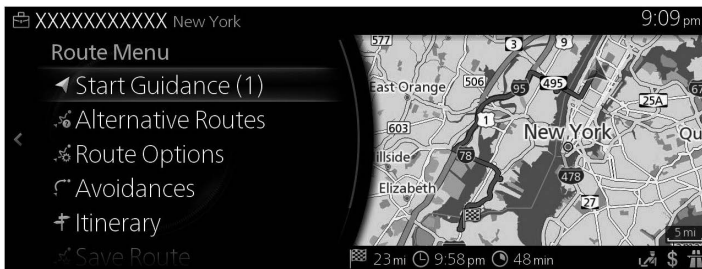 XXXXXXXXXXX New York
9:09 pm
Route Menu
Start Guidance (1)
Alternative Routes
Route Options
Avoidances
Itinerary
Save Route
577
3
9
East Orange
506
95
495
25A
67
603
1
New York
Qu
illside
78
478
Elizabeth
27
5 mi
23 mi 9:58 pm 48 min
$